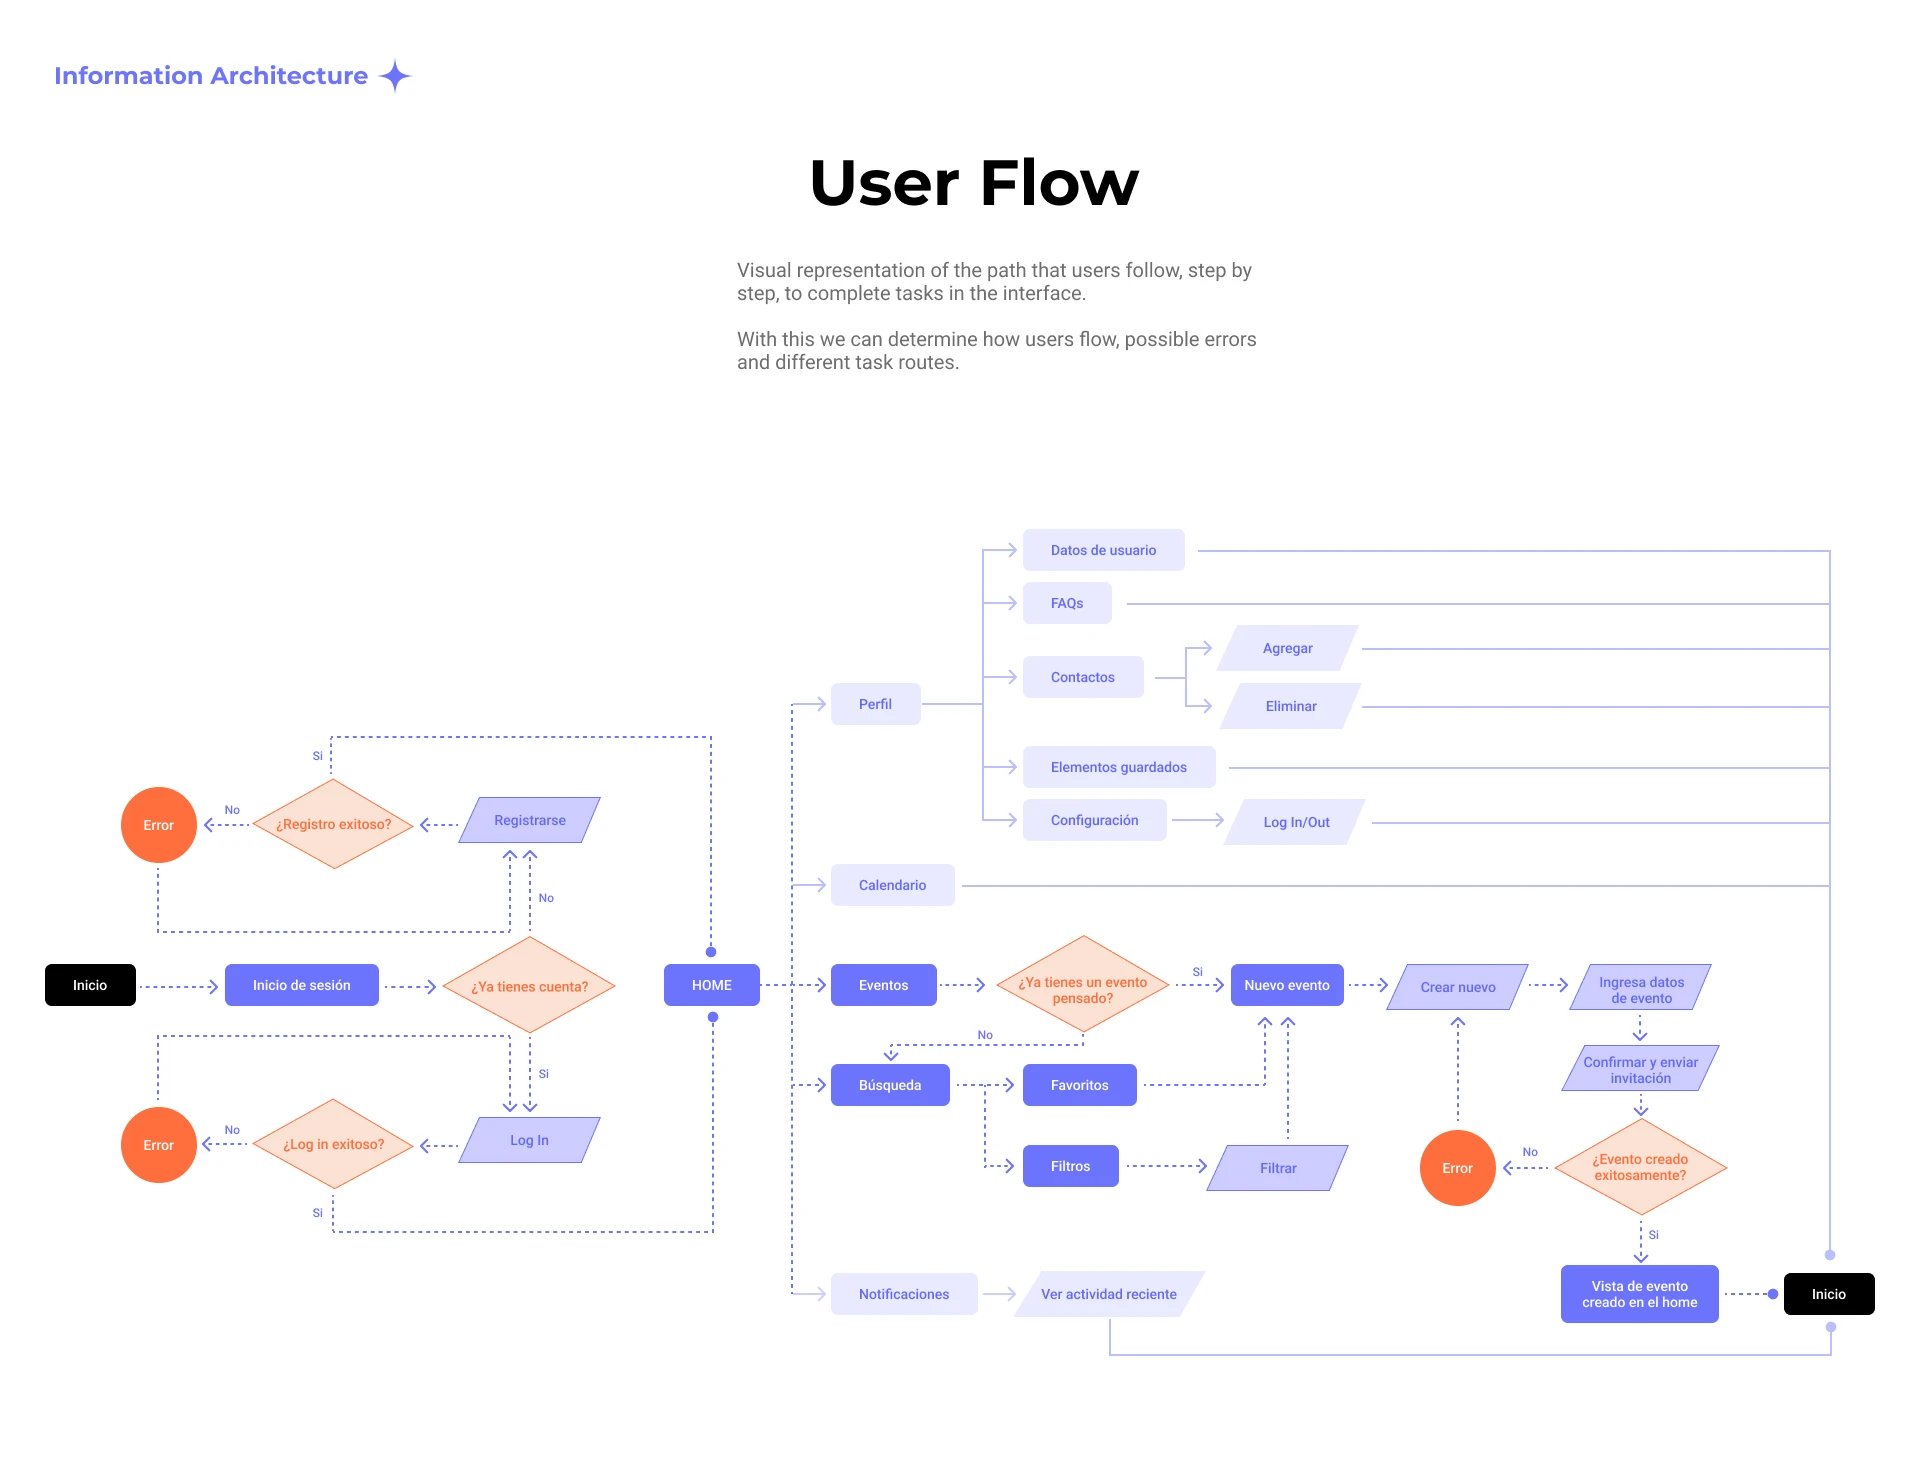 Information Architecture
User Flow
Visual representation of the path that users follow, step by
step, to complete tasks in the interface.
With this we can determine how users flow, possible errors
and different task routes.
Datos de usuario
FAQs
Agregar
Contactos
Perfil
Eliminar
Elementos guardados
Configuración
Log In/Out
Calendario
Si
Error
No
¿Registro exitoso?
Registrarse
No
Inicio
Inicio de sesión
¿Ya tienes cuenta?
HOME
Si
Error
No
¿Log in exitoso?
Log In
Si
Eventos
¿Ya tienes un evento
pensado?
Si
Nuevo evento
Crear nuevo
Ingresa datos
de evento
No
Búsqueda
Favoritos
Confirmar y enviar
invitación
Filtros
Filtrar
Error
No
¿Evento creado
exitosamente?
Si
Notificaciones
Ver actividad reciente
Vista de evento
creado en el home
Inicio